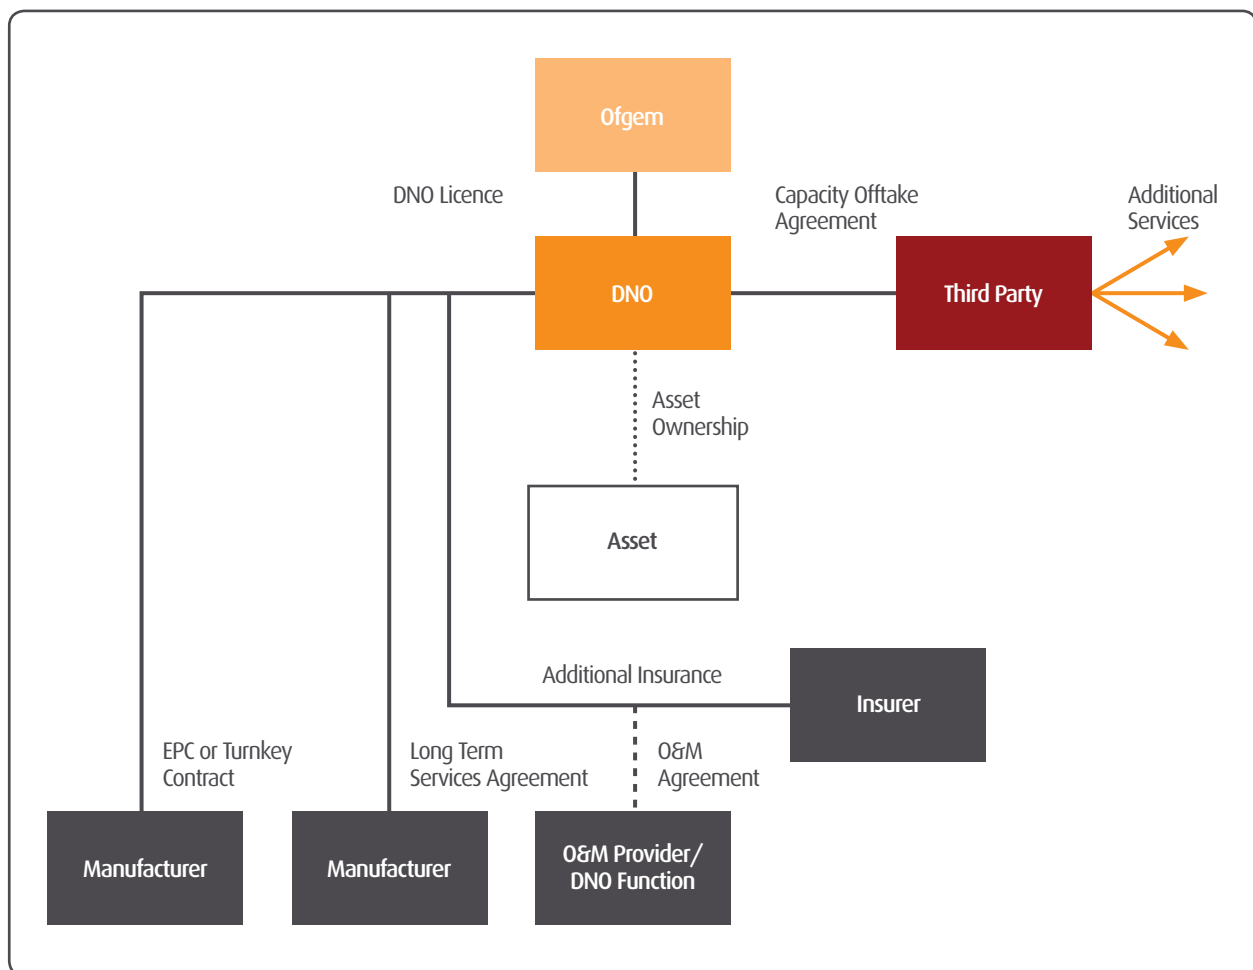 Ofgem
DNO Licence
Capacity Offtake
Agreement
Additional
Services
DNO
Third Party
Asset
Ownership
Asset
Additional Insurance
Insurer
EPC or Turnkey
Contract
Long Term
Services Agreement
O&M
Agreement
Manufacturer
Manufacturer
O&M Provider/
DNO Function